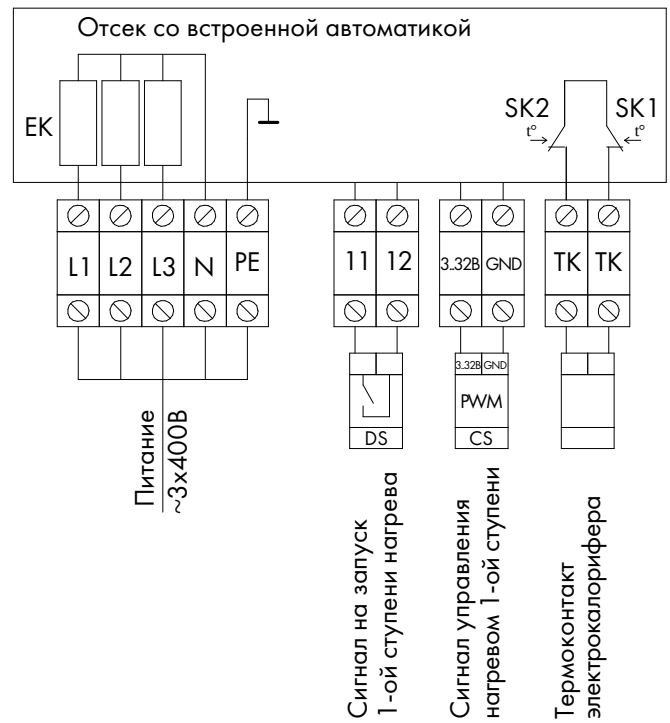 Отсек со встроенной автоматикой
SK2
SK1
t°
t°
EK
L1
L2
L3
N
PE
11
12
3..32В
GND
TK
TK
3..32В
GND
PWM
DS
CS
Питание
~3x400В
Сигнал на запуск
1-ой ступени нагрева
Сигнал управления
нагревом 1-ой ступени
Термоконтакт
электрокалорифера